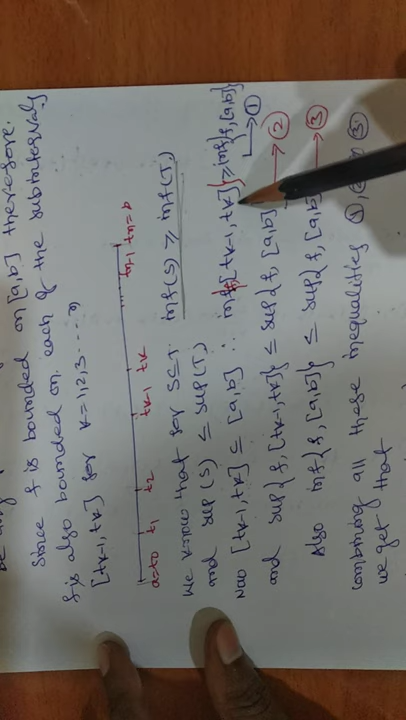 be any
Since f is bounded on [a,b] therefore.
f is also bounded on each of the subintervals
[tk-1, tk] for k=1,2,3....n
a=t0 t1 t2 tk-1 tk tn-1 tn=b
We know that for S⊆T inf(S) ≥ inf(T)
and sup(S) ≤ sup(T)
Now [tk-1, tk] ⊆ [a,b] ∴ inf{f,[tk-1, tk]} ≥ inf{f,[a,b]} → ①
and sup{f,[tk-1, tk]} ≤ sup{f,[a,b]} → ②
Also inf{f,[a,b]} ≤ sup{f,[a,b]} → ③
Combining all these inequalities ①, ③
we get that